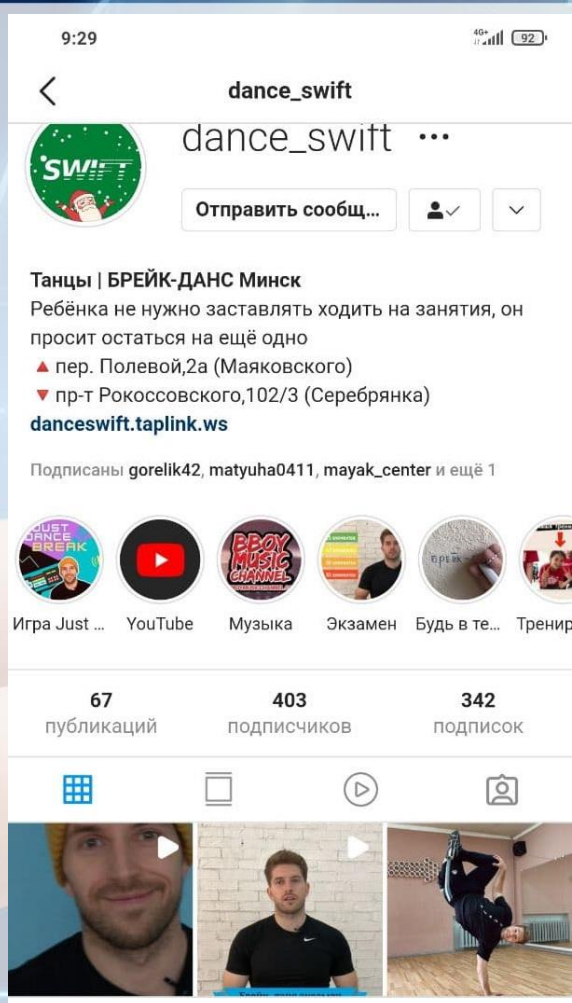 9:29
4G+
92
dance_swift
SWIFT
dance_swift
Отправить сообщ...
Танцы | БРЕЙК-ДАНС Минск
Ребёнка не нужно заставлять ходить на занятия, он
просит остаться на ещё одно
пер. Полевой,2а (Маяковского)
пр-т Рокоссовского,102/3 (Серебрянка)
danceswift.taplink.ws
Подписаны gorelik42, matyuha0411, mayak_center и ещё 1
JUST
DANCE
BREAK
BBOY
MUSIC
CHANNEL
Игра Just ...
YouTube
Музыка
Экзамен
Будь в те...
Тренир
67
403
342
публикаций
подписчиков
подписок